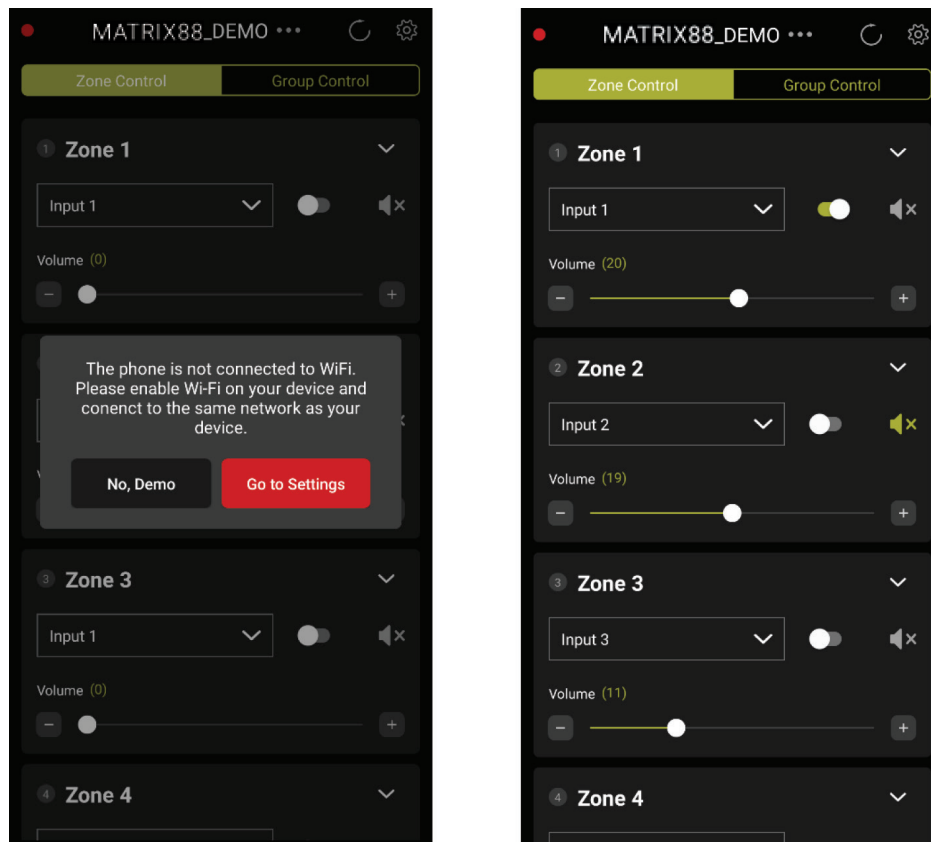 MATRIX88_DEMO •••
Zone Control Group Control
1 Zone 1
Input 1
Volume (0)
The phone is not connected to WiFi.
Please enable Wi-Fi on your device and
conenct to the same network as your
device.
No, Demo Go to Settings
3 Zone 3
Input 1
Volume (0)
4 Zone 4
MATRIX88_DEMO •••
Zone Control Group Control
1 Zone 1
Input 1
Volume (20)
2 Zone 2
Input 2
Volume (19)
3 Zone 3
Input 3
Volume (11)
4 Zone 4